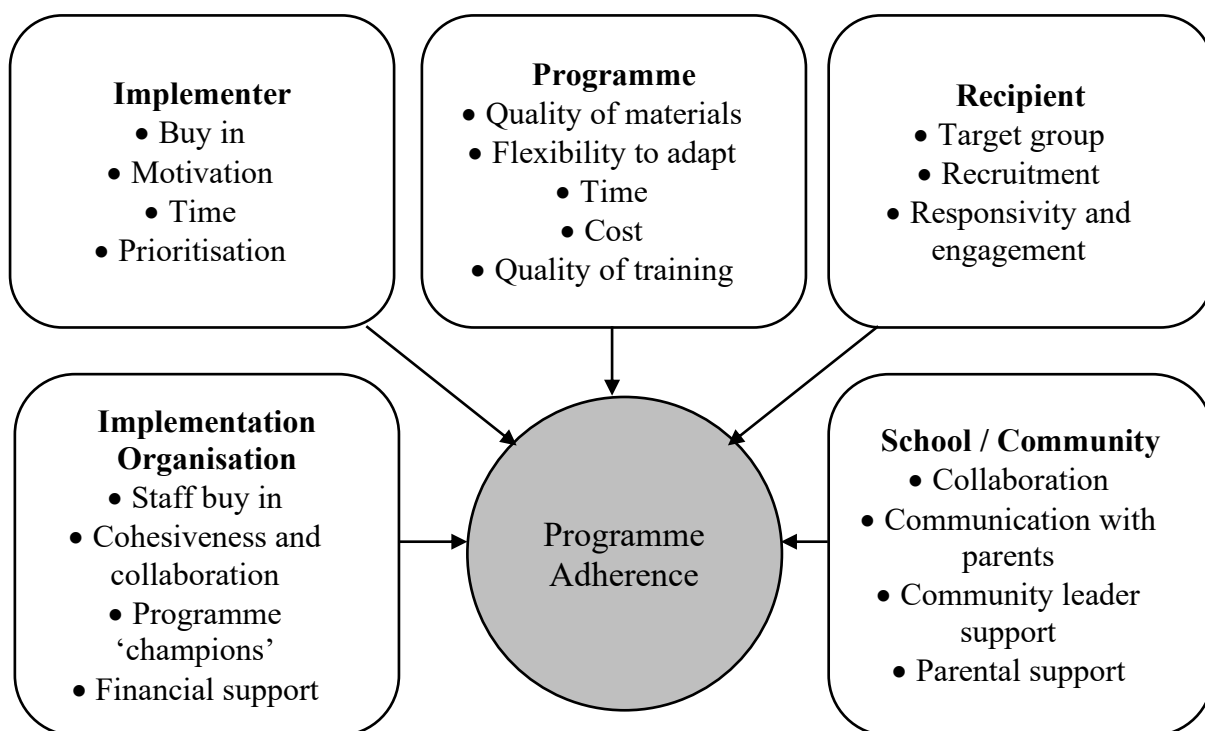 Implementer
• Buy in
• Motivation
• Time
• Prioritisation
Programme
• Quality of materials
• Flexibility to adapt
• Time
• Cost
• Quality of training
Recipient
• Target group
• Recruitment
• Responsivity and
engagement
Implementation
Organisation
• Staff buy in
• Cohesiveness and
collaboration
• Programme
‘champions’
• Financial support
Programme
Adherence
School / Community
• Collaboration
• Communication with
parents
• Community leader
support
• Parental support